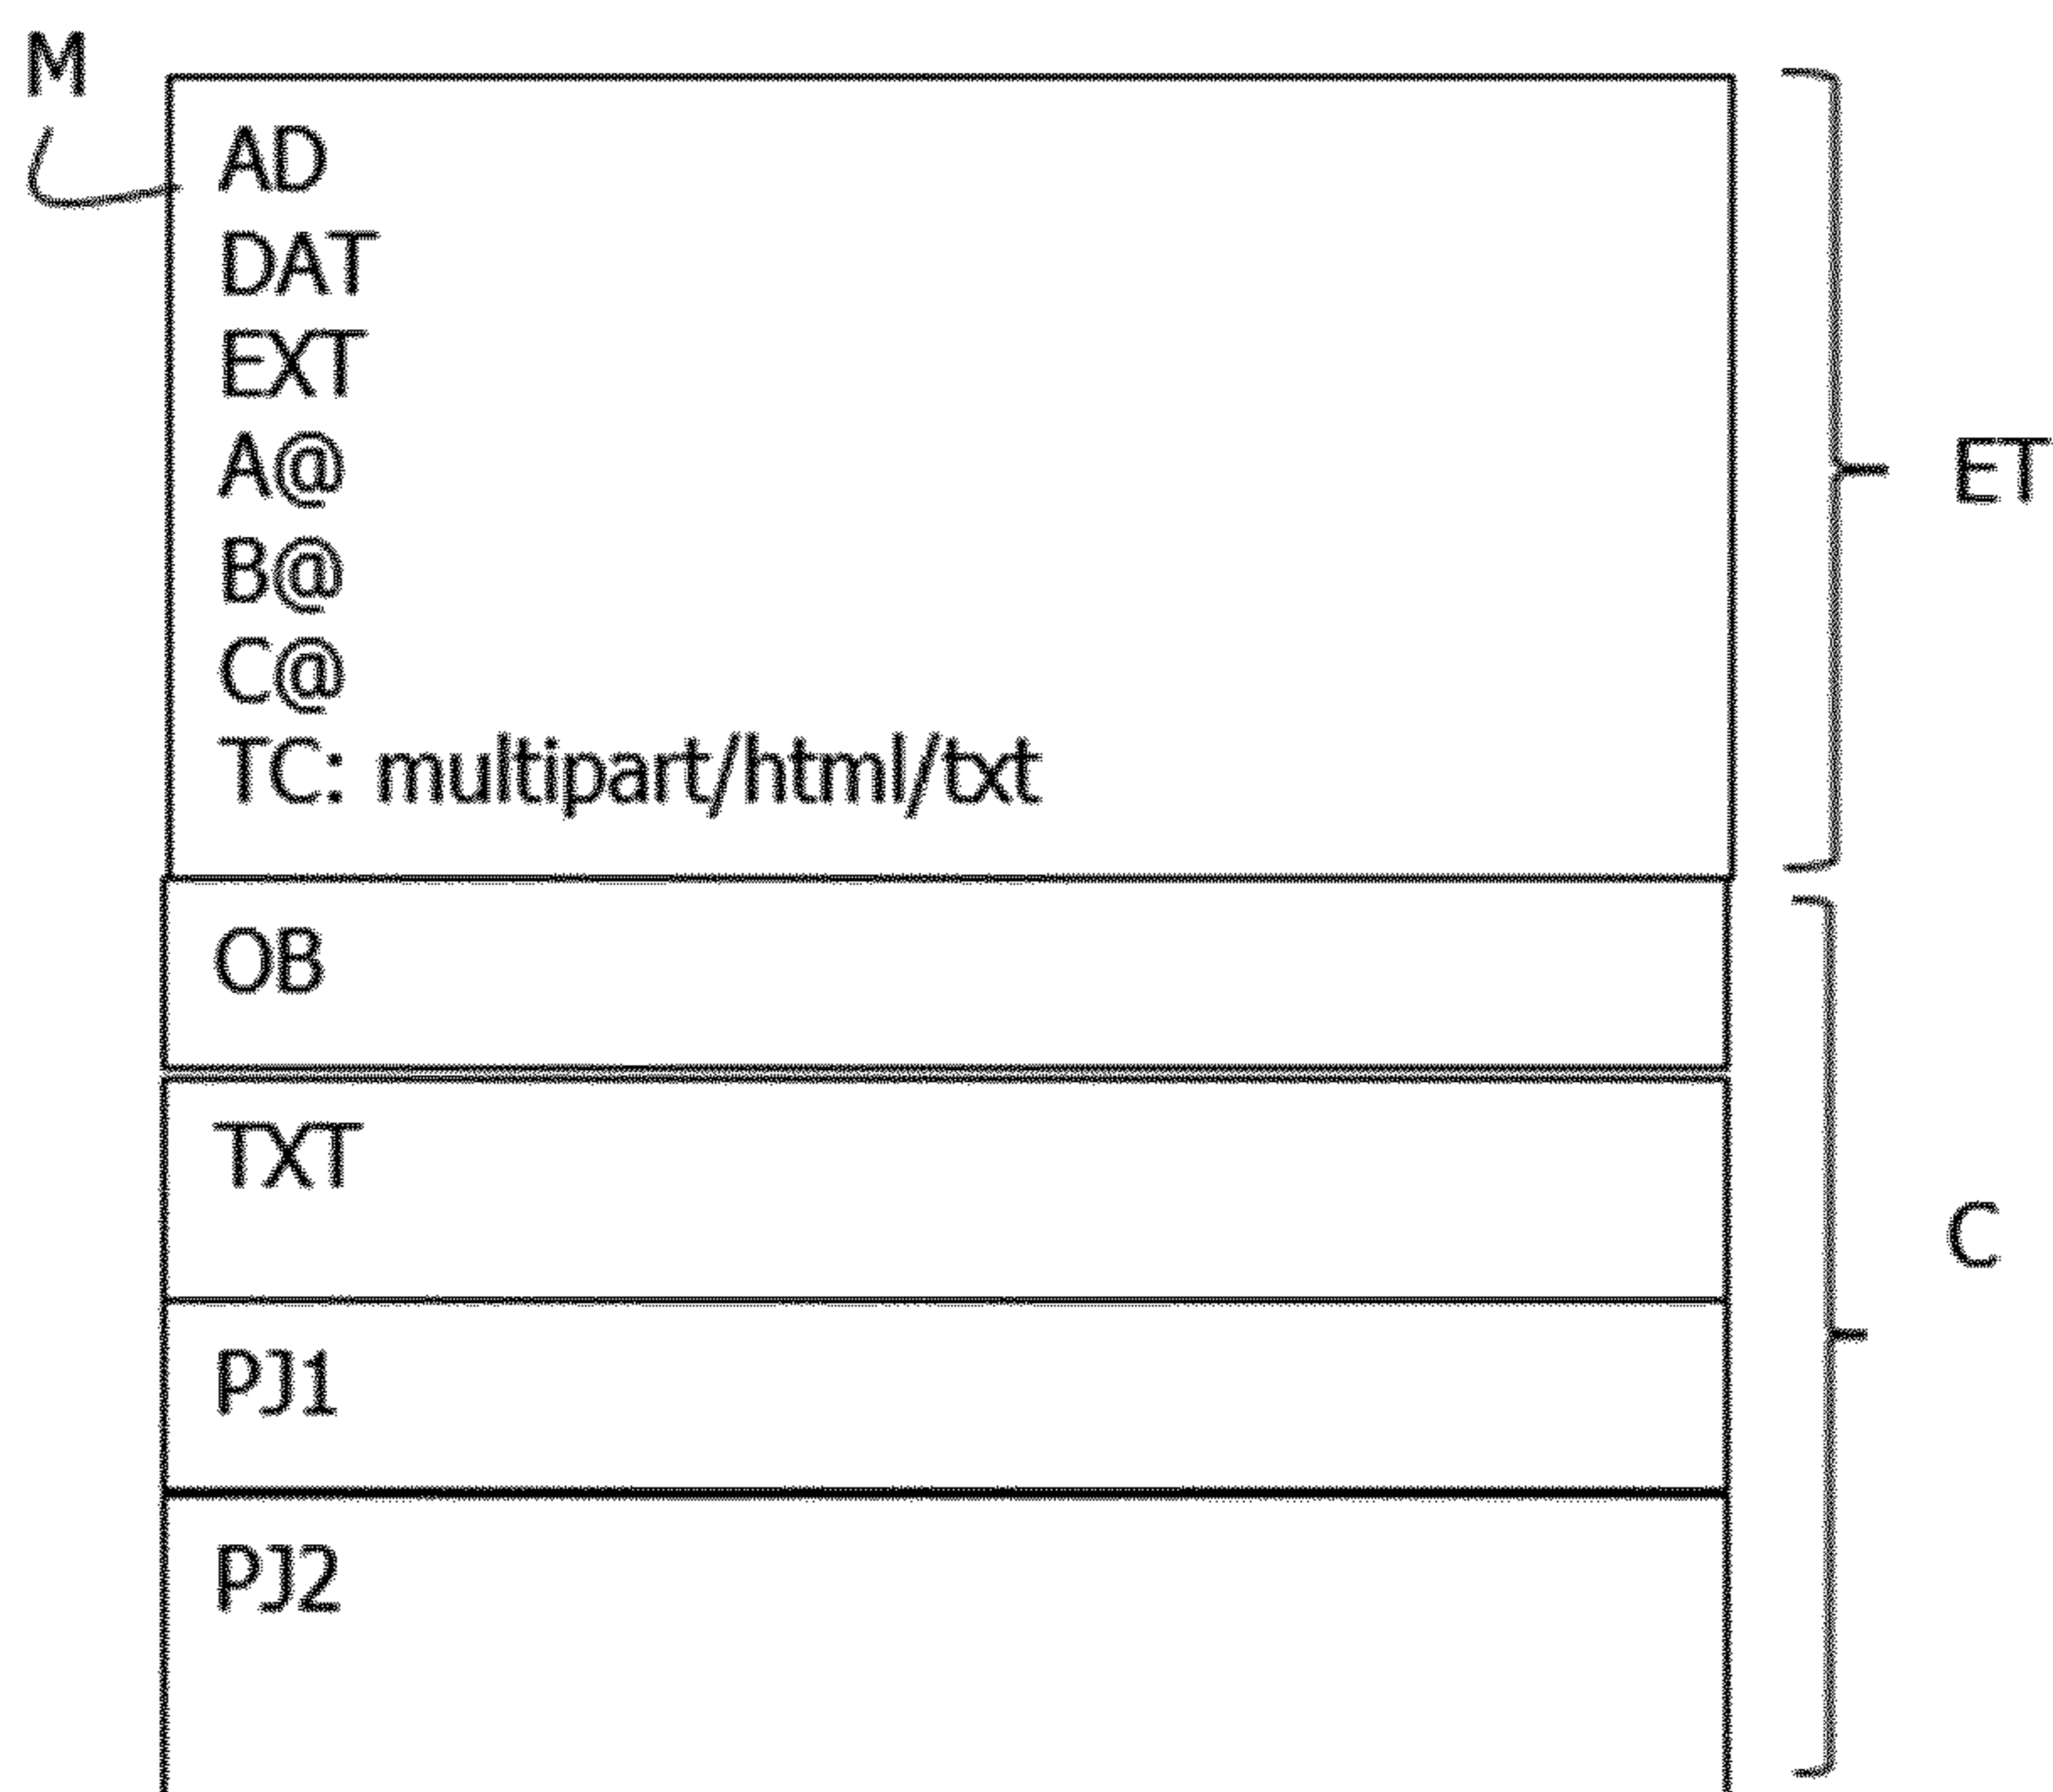 M
AD
DAT
EXT
A@
B@
C@
TC: multipart/html/txt
ET
OB
TXT
C
PJ1
PJ2